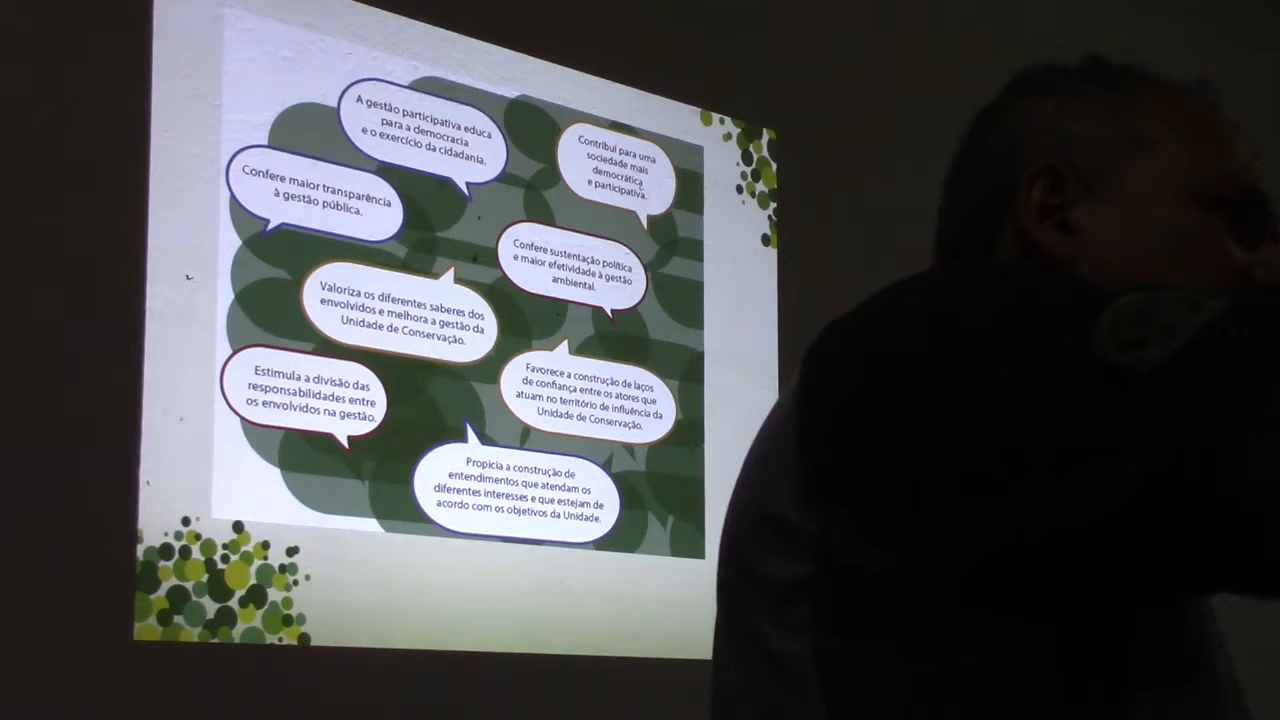 A gestão participativa educa
para a democracia
e o exercício da cidadania.
Contribui para uma
sociedade mais
democrática
e participativa.
Confere maior transparência
à gestão pública.
Confere sustentação política
e maior efetividade à gestão
ambiental.
Valoriza os diferentes saberes dos
envolvidos e melhora a gestão da
Unidade de Conservação.
Favorece a construção de laços
de confiança entre os atores que
atuam no território de influência da
Unidade de Conservação.
Estimula a divisão das
responsabilidades entre
os envolvidos na gestão.
Propicia a construção de
entendimentos que atendam os
diferentes interesses e que estejam de
acordo com os objetivos da Unidade.